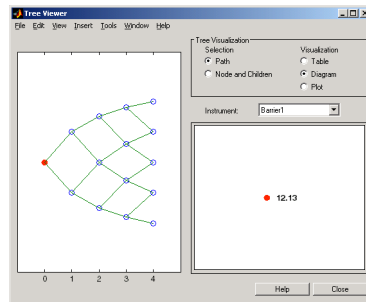 Tree Viewer
File Edit View Insert Tools Window Help
Tree Visualization
Selection
Visualization
Path
Table
Node and Children
Diagram
Plot
Instrument:
Barrier1
12.13
0 1 2 3 4
Help
Close